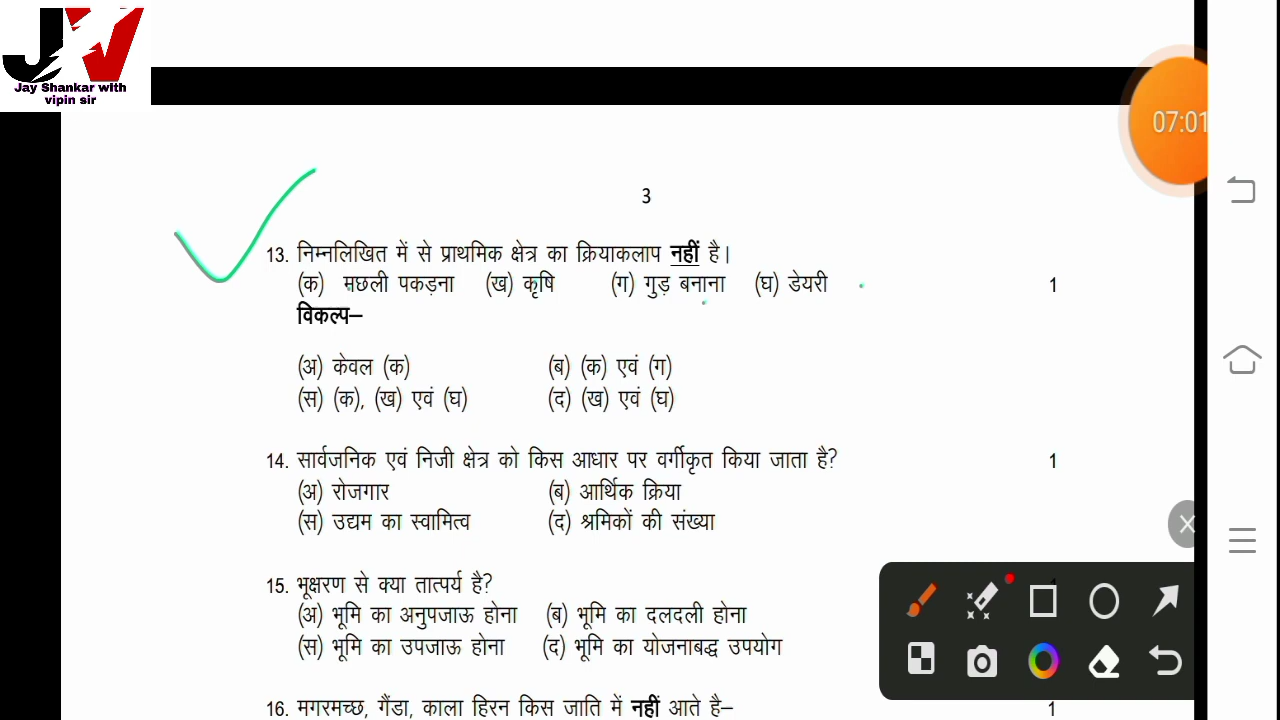 JV
Jay Shankar with
vipin sir
07:01
3
13. निम्नलिखित में से प्राथमिक क्षेत्र का क्रियाकलाप नहीं है।
(क) मछली पकड़ना (ख) कृषि (ग) गुड़ बनाना (घ) डेयरी 1
विकल्प–
(अ) केवल (क) (ब) (क) एवं (ग)
(स) (क), (ख) एवं (घ) (द) (ख) एवं (घ)
14. सार्वजनिक एवं निजी क्षेत्र को किस आधार पर वर्गीकृत किया जाता है? 1
(अ) रोजगार (ब) आर्थिक क्रिया
(स) उद्यम का स्वामित्व (द) श्रमिकों की संख्या
15. भूक्षरण से क्या तात्पर्य है?
(अ) भूमि का अनुपजाऊ होना (ब) भूमि का दलदली होना
(स) भूमि का उपजाऊ होना (द) भूमि का योजनाबद्ध उपयोग
16. मगरमच्छ, गैंडा, काला हिरन किस जाति में नहीं आते है– 1